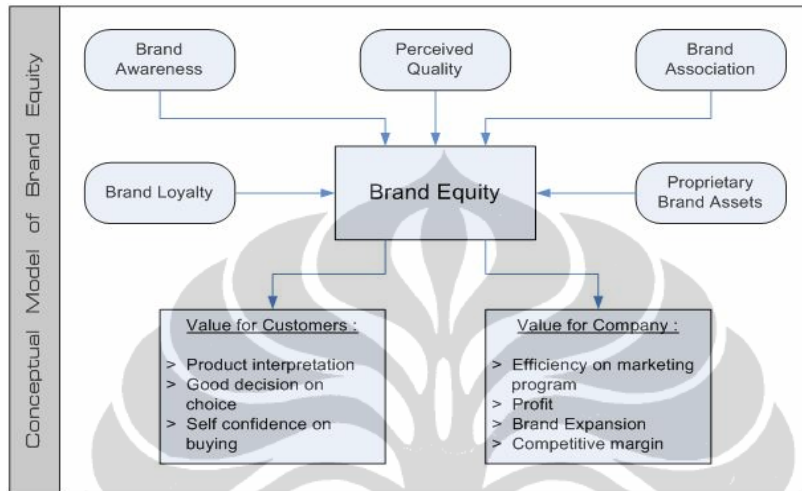 Conceptual Model of Brand Equity
Brand
Awareness
Perceived
Quality
Brand
Association
Brand Loyalty
Brand Equity
Proprietary
Brand Assets
Value for Customers :
> Product interpretation
> Good decision on
choice
> Self confidence on
buying
Value for Company :
> Efficiency on marketing
program
> Profit
> Brand Expansion
> Competitive margin